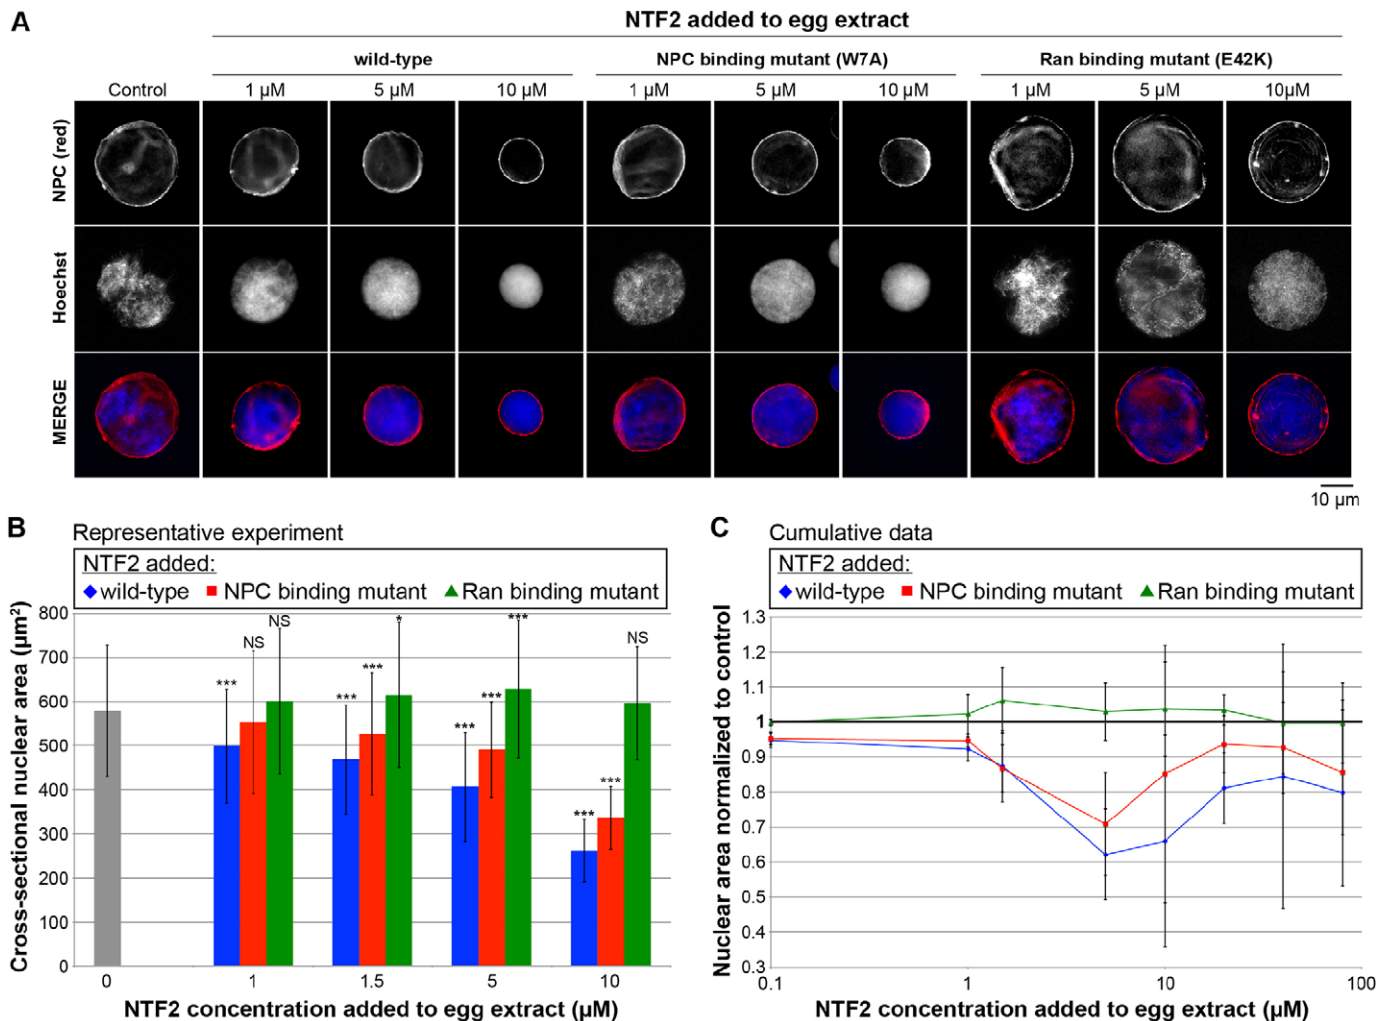 A
NTF2 added to egg extract
wild-type NPC binding mutant (W7A) Ran binding mutant (E42K)
Control 1 µM 5 µM 10 µM 1 µM 5 µM 10 µM 1 µM 5 µM 10µM
NPC (red)
Hoechst
MERGE
10 µm
B Representative experiment
NTF2 added:
wild-type NPC binding mutant Ran binding mutant
Cross-sectional nuclear area (µm²)
800
700
600
500
400
300
200
100
0
*** NS NS
*** *** *
*** *** ***
*** *** NS
0 1 1.5 5 10
NTF2 concentration added to egg extract (µM)
C Cumulative data
NTF2 added:
wild-type NPC binding mutant Ran binding mutant
Nuclear area normalized to control
1.3
1.2
1.1
1
0.9
0.8
0.7
0.6
0.5
0.4
0.3
0.1 1 10 100
NTF2 concentration added to egg extract (µM)